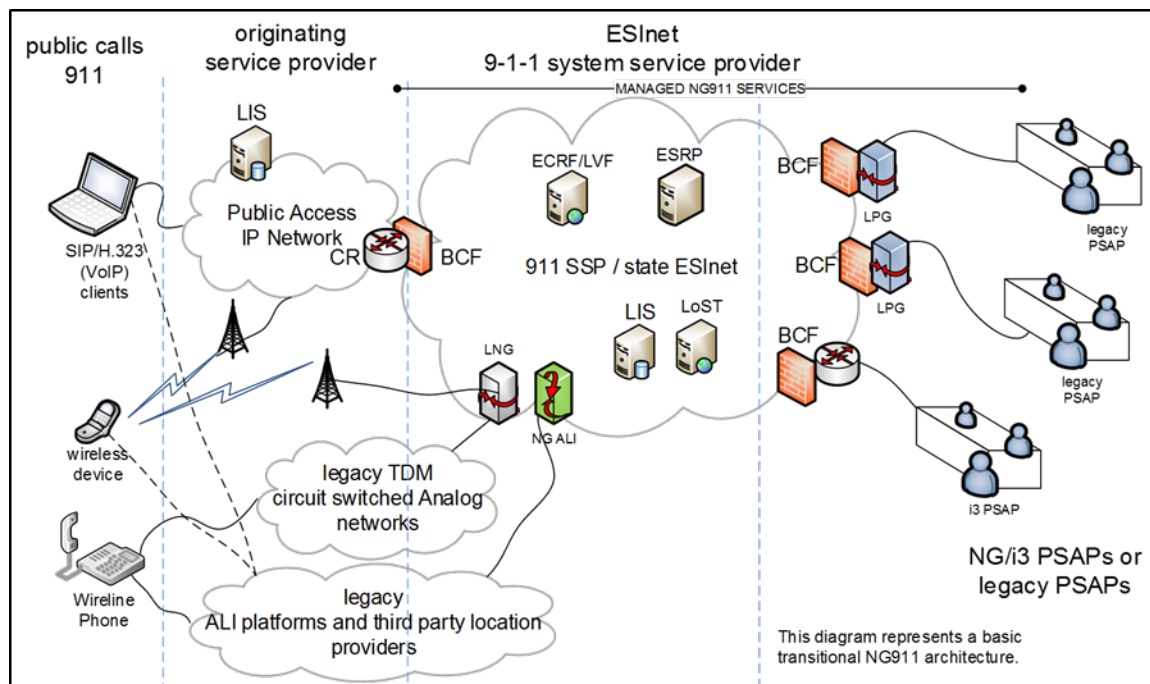 public calls
911
originating
service provider
ESInet
9-1-1 system service provider
MANAGED NG911 SERVICES
LIS
Public Access
IP Network
CR
BCF
SIP/H.323
(VoIP)
clients
ECRF/LVF
ESRP
911 SSP / state ESInet
LIS
LoST
LNG
NG ALI
BCF
LPG
legacy
PSAP
BCF
LPG
legacy
PSAP
BCF
i3 PSAP
wireless
device
legacy TDM
circuit switched Analog
networks
Wireline
Phone
legacy
ALI platforms and third party location
providers
NG/i3 PSAPs or
legacy PSAPs
This diagram represents a basic
transitional NG911 architecture.